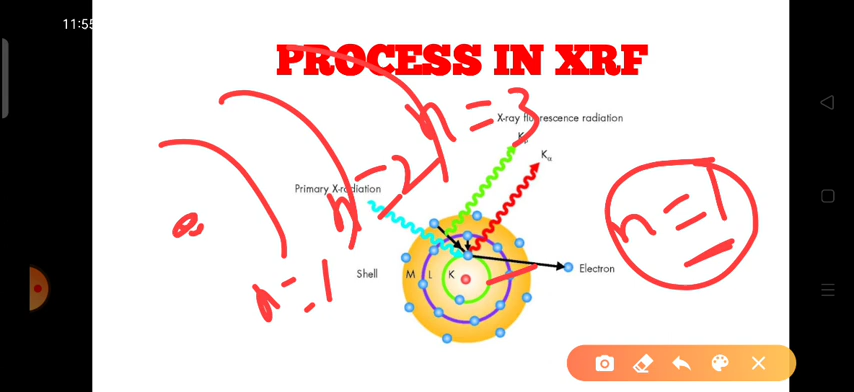 11:55
PROCESS IN XRF
n=3
X-ray fluorescence radiation
Kβ
Kα
n=2
Primary X-radiation
n=1
n=1
Shell
M
L
K
Electron